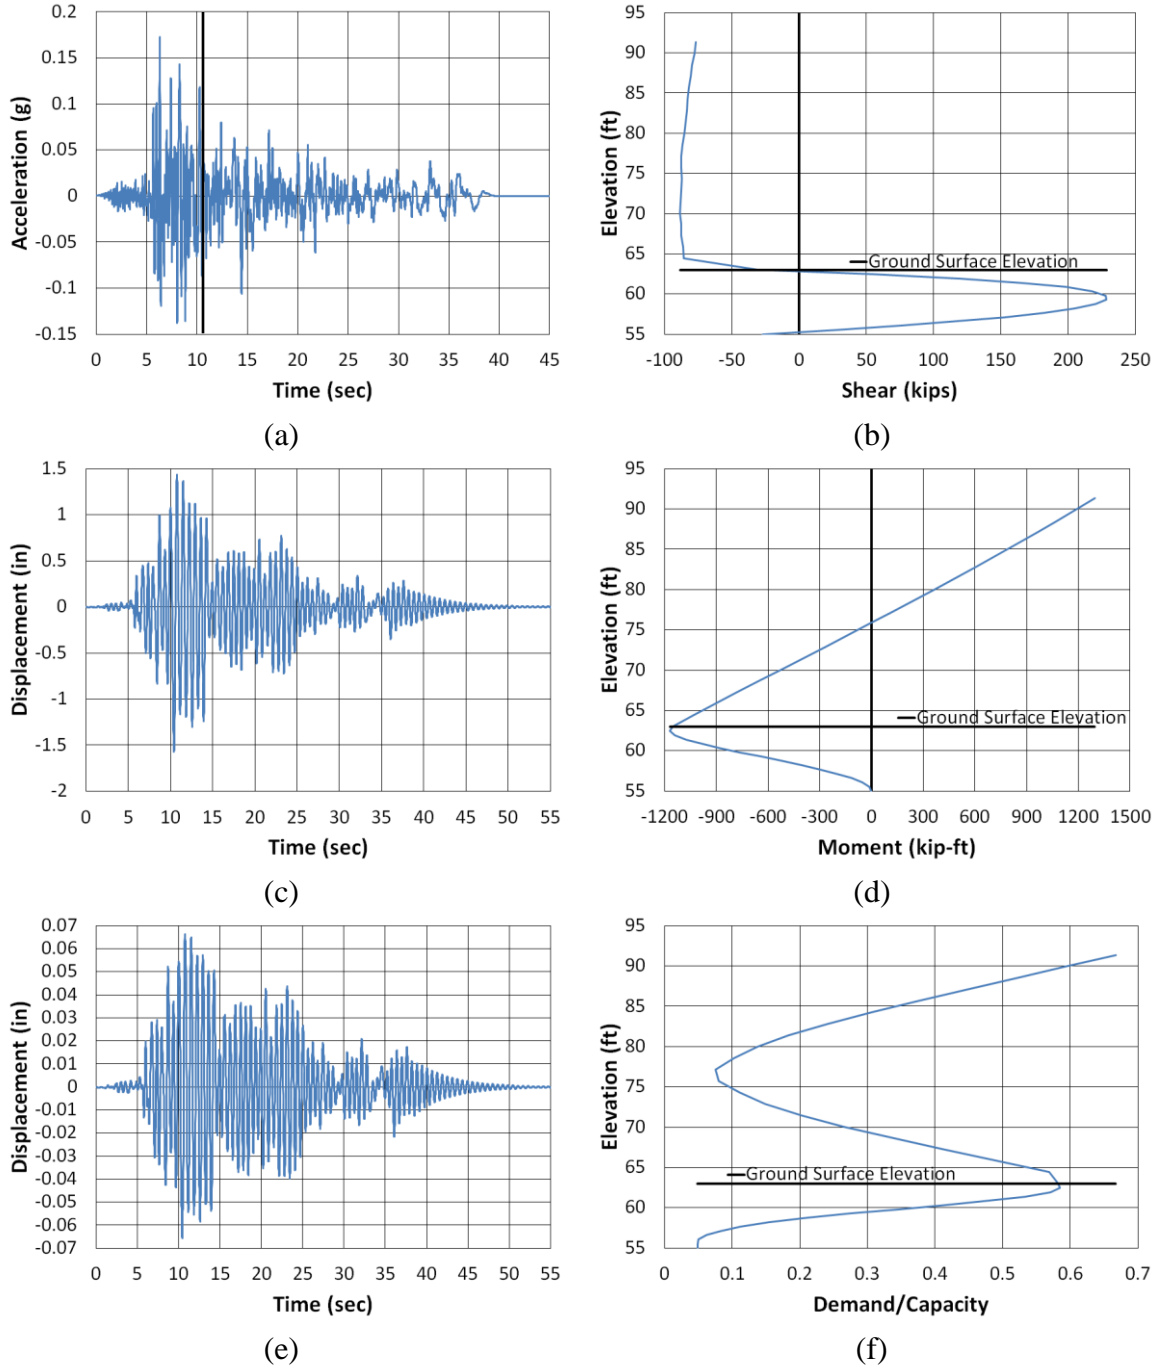 0.2
0.15
0.1
0.05
0
-0.05
-0.1
-0.15
Acceleration (g)
0 5 10 15 20 25 30 35 40 45
Time (sec)
(a)
95
90
85
80
75
70
65
60
55
Elevation (ft)
Ground Surface Elevation
-100 -50 0 50 100 150 200 250
Shear (kips)
(b)
1.5
1
0.5
0
-0.5
-1
-1.5
-2
Displacement (in)
0 5 10 15 20 25 30 35 40 45 50 55
Time (sec)
(c)
95
90
85
80
75
70
65
60
55
Elevation (ft)
Ground Surface Elevation
-1200 -900 -600 -300 0 300 600 900 1200 1500
Moment (kip-ft)
(d)
0.07
0.06
0.05
0.04
0.03
0.02
0.01
0
-0.01
-0.02
-0.03
-0.04
-0.05
-0.06
-0.07
Displacement (in)
0 5 10 15 20 25 30 35 40 45 50 55
Time (sec)
(e)
95
90
85
80
75
70
65
60
55
Elevation (ft)
Ground Surface Elevation
0 0.1 0.2 0.3 0.4 0.5 0.6 0.7
Demand/Capacity
(f)